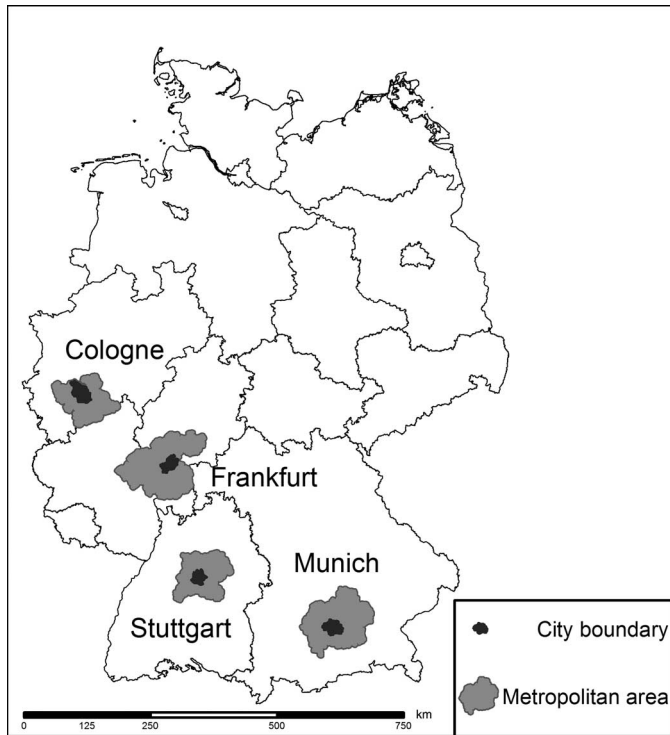 Cologne
Frankfurt
Munich
Stuttgart
City boundary
Metropolitan area
km
0 125 250 500 750